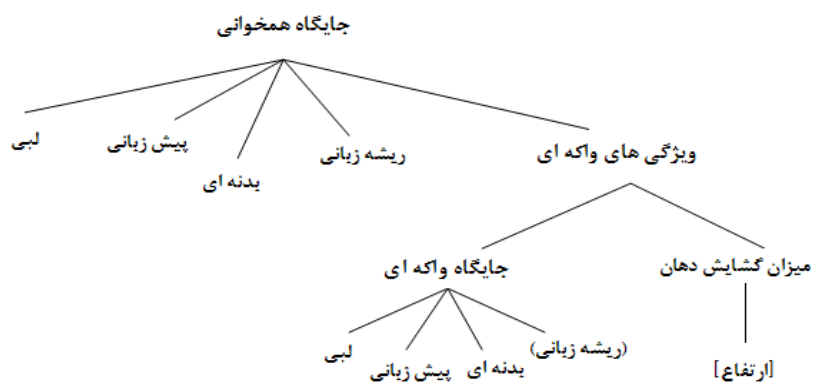 جایگاه همخوانی
لبی
پیش زبانی
بدنه ای
ریشه زبانی
ویژگی های واکه ای
جایگاه واکه ای
میزان گشایش دهان
لبی
پیش زبانی
بدنه ای
(ریشه زبانی)
[ارتفاع]